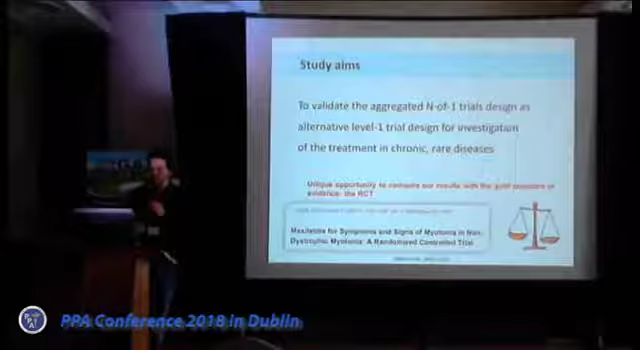 Study aims
To validate the aggregated N-of-1 trials design as
alternative level-1 trial design for investigation
of the treatment in chronic, rare diseases
Unique opportunity to compare our results with the gold standard of
evidence: the RCT
Mexiletine for Symptoms and Signs of Myotonia in Non-
Dystrophic Myotonia: A Randomized Controlled Trial
PPA
PPA Conference 2018 in Dublin